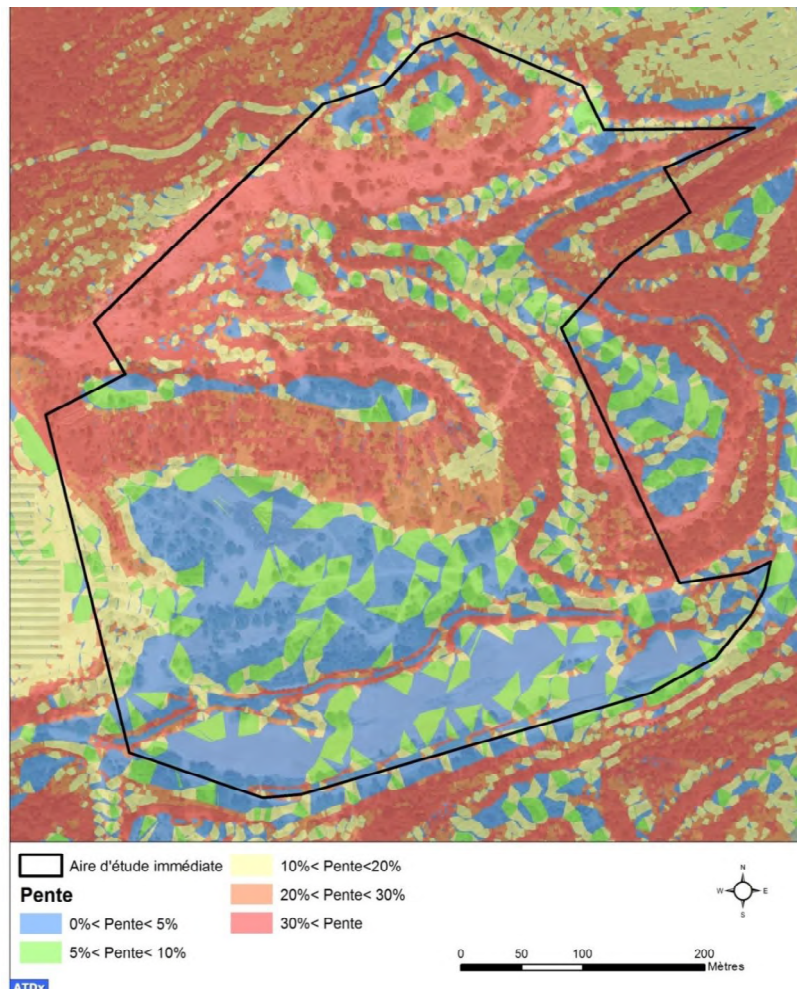 Aire d'étude immédiate
Pente
0%< Pente< 5%
5%< Pente< 10%
10%< Pente<20%
20%< Pente< 30%
30%< Pente
N
W E
S
0 50 100 200
Mètres
ATDx